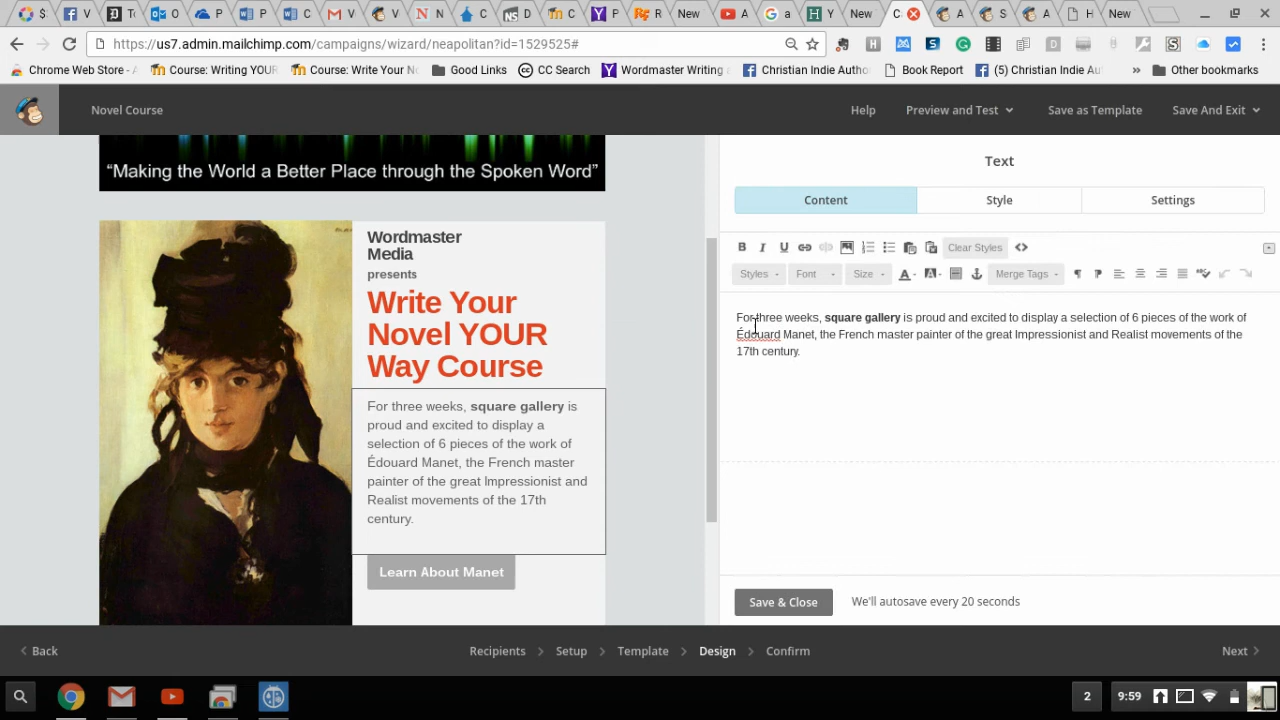 $ F V D To O O P W P W D M V V N N C NS D C Y P Rr R New A a Y Y New C A S A H New
https://us7.admin.mailchimp.com/campaigns/wizard/neapolitan?id=1529525#
Chrome Web Store - Course: Writing YOUR Course: Write Your No Good Links CC Search Wordmaster Writing Christian Indie Autho Book Report (5) Christian Indie Au » Other bookmarks
Novel Course Help Preview and Test Save as Template Save And Exit
“Making the World a Better Place through the Spoken Word”
Wordmaster
Media
presents
Write Your
Novel YOUR
Way Course
For three weeks, square gallery is
proud and excited to display a
selection of 6 pieces of the work of
Édouard Manet, the French master
painter of the great Impressionist and
Realist movements of the 17th
century.
Learn About Manet
Text
Content Style Settings
B I U Clear Styles <>
Styles Font Size A A Merge Tags
For three weeks, square gallery is proud and excited to display a selection of 6 pieces of the work of
Édouard Manet, the French master painter of the great Impressionist and Realist movements of the
17th century.
Save & Close We'll autosave every 20 seconds
Back Recipients Setup Template Design Confirm Next
2 9:59